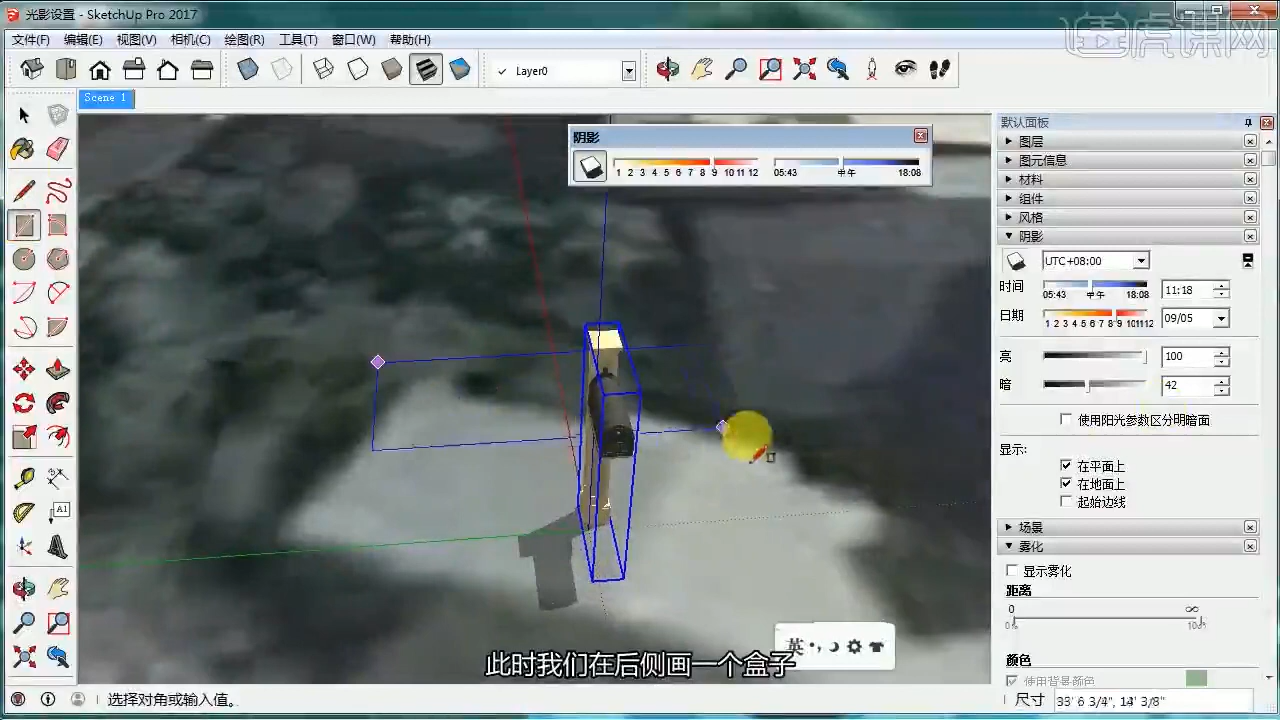 光影设置 - SketchUp Pro 2017
虎课网
文件(F) 编辑(E) 视图(V) 相机(C) 绘图(R) 工具(T) 窗口(W) 帮助(H)
Layer0
Scene 1
默认面板
阴影
1 2 3 4 5 6 7 8 9 10 11 12 05:43 中午 18:08
图层
图元信息
材料
组件
风格
阴影
UTC+08:00
时间 05:43 中午 18:08 11:18
日期 1 2 3 4 5 6 7 8 9 10 11 12 09/05
亮 100
暗 42
使用阳光参数区分明暗面
显示:
在平面上
在地面上
起始边线
场景
雾化
显示雾化
距离
0 ∞
颜色
使用背景颜色
A1
英
此时我们在后侧画一个盒子
选择对角或输入值。
尺寸 33' 6 3/4", 14' 3/8"